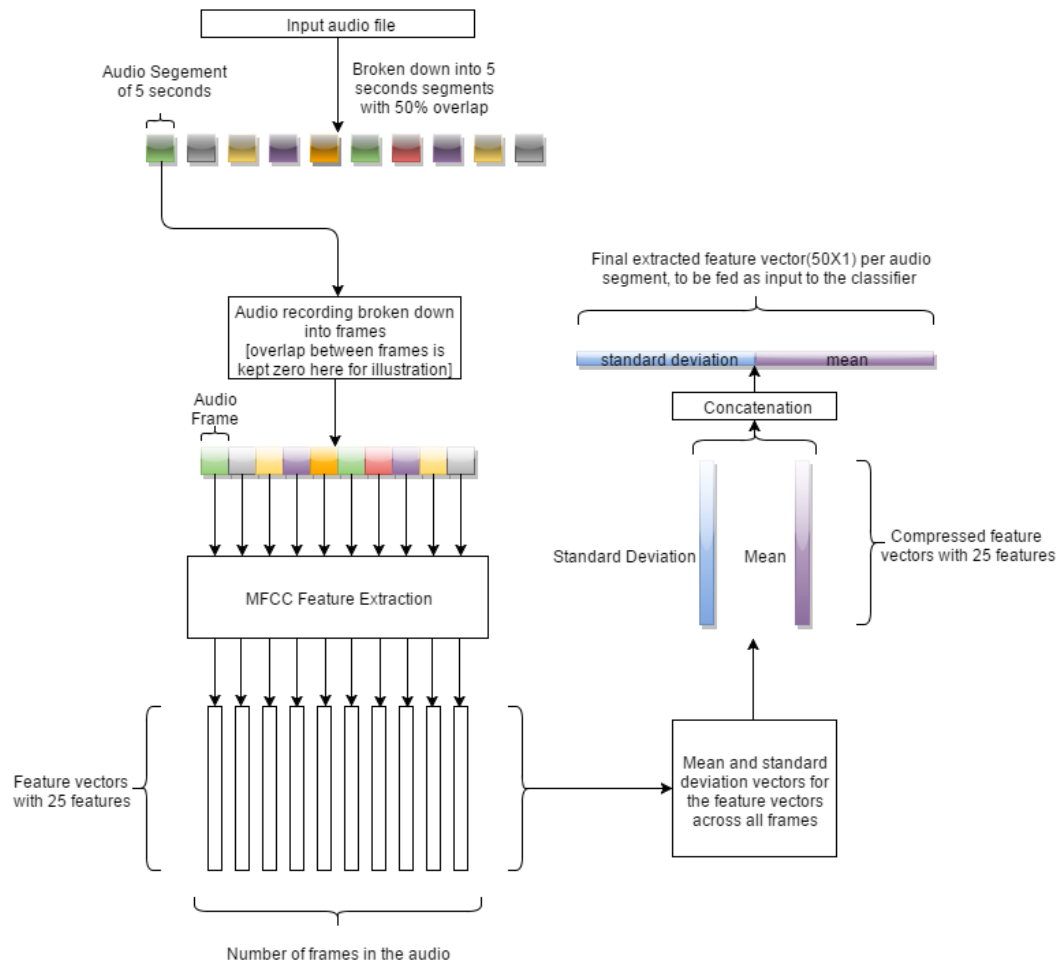 Input audio file
Audio Segement
of 5 seconds
Broken down into 5
seconds segments
with 50% overlap
Audio recording broken down
into frames
[overlap between frames is
kept zero here for illustration]
Audio
Frame
MFCC Feature Extraction
Feature vectors
with 25 features
Number of frames in the audio
Mean and standard
deviation vectors for
the feature vectors
across all frames
Standard Deviation
Mean
Compressed feature
vectors with 25 features
Concatenation
standard deviation
mean
Final extracted feature vector(50X1) per audio
segment, to be fed as input to the classifier